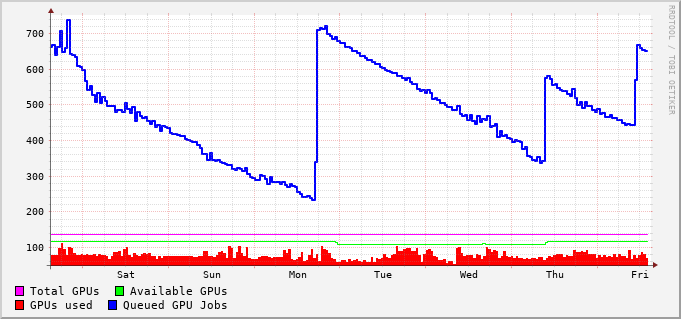 700
600
500
400
300
200
100
Sat Sun Mon Tue Wed Thu Fri
Total GPUs Available GPUs
GPUs used Queued GPU Jobs
RRDTOOL / TOBI OETIKER